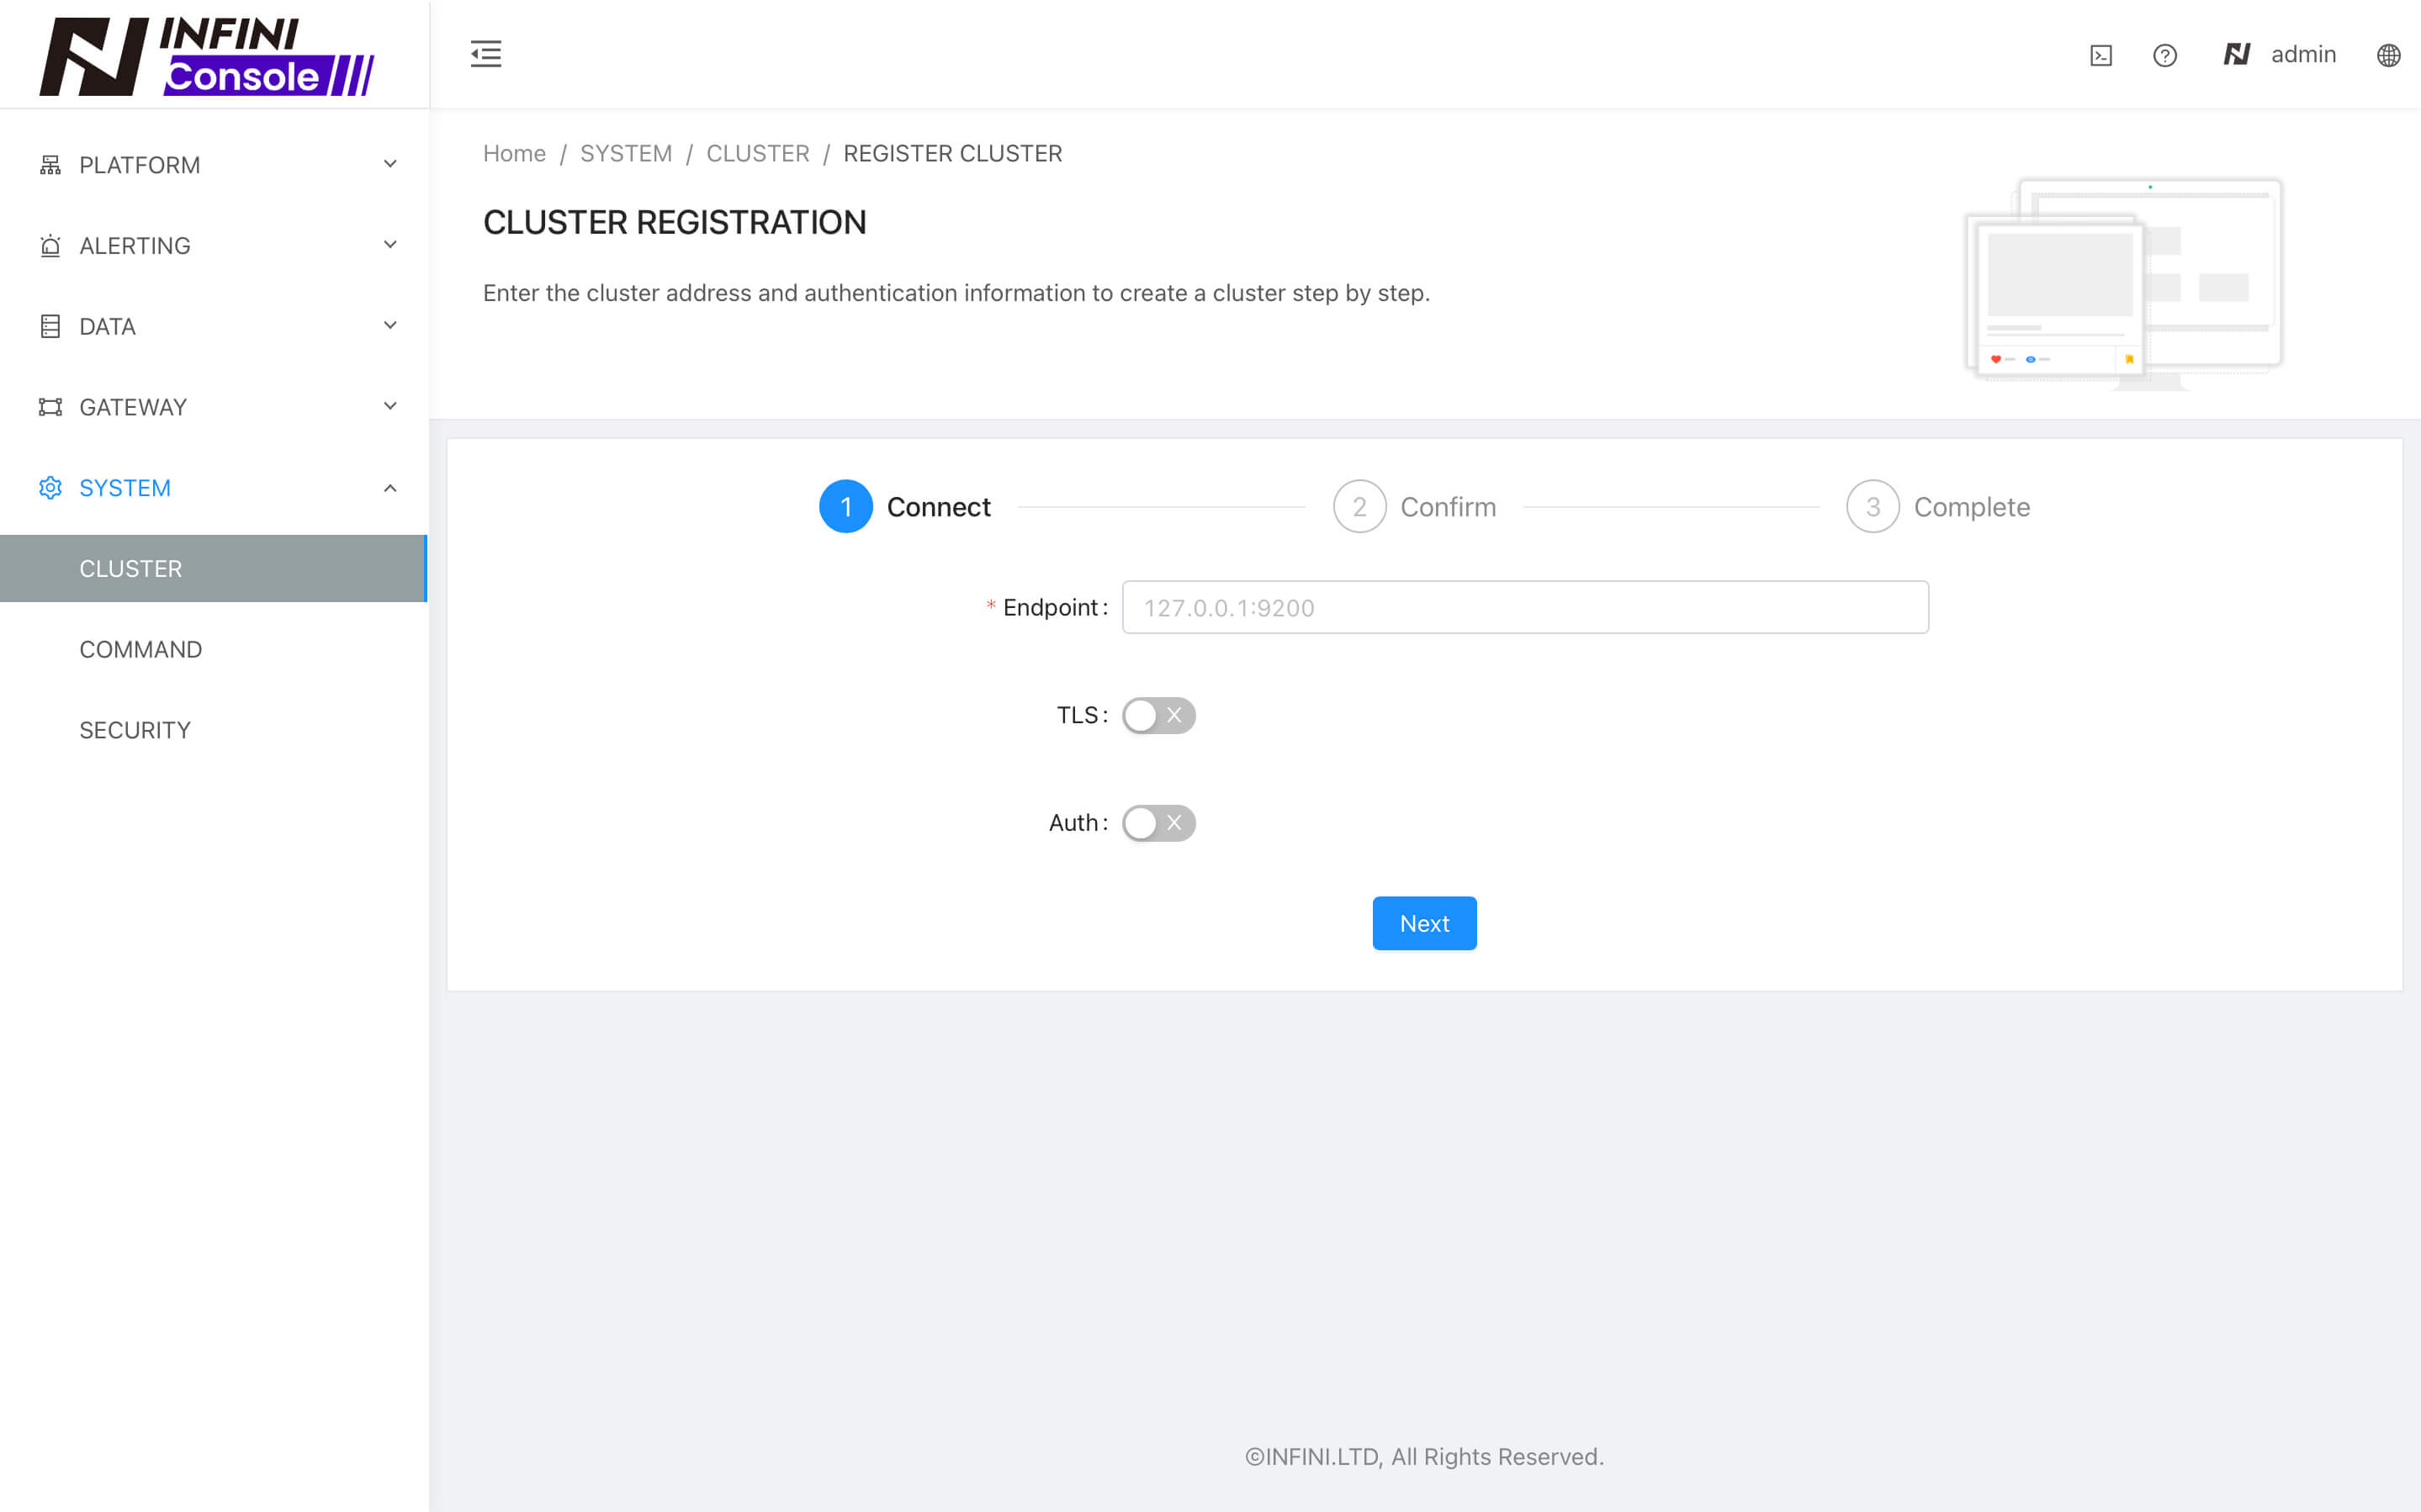 INFINI
Console
admin
PLATFORM
ALERTING
DATA
GATEWAY
SYSTEM
CLUSTER
COMMAND
SECURITY
Home / SYSTEM / CLUSTER / REGISTER CLUSTER
CLUSTER REGISTRATION
Enter the cluster address and authentication information to create a cluster step by step.
1 Connect 2 Confirm 3 Complete
* Endpoint: 127.0.0.1:9200
TLS:
Auth:
Next
©INFINI.LTD, All Rights Reserved.